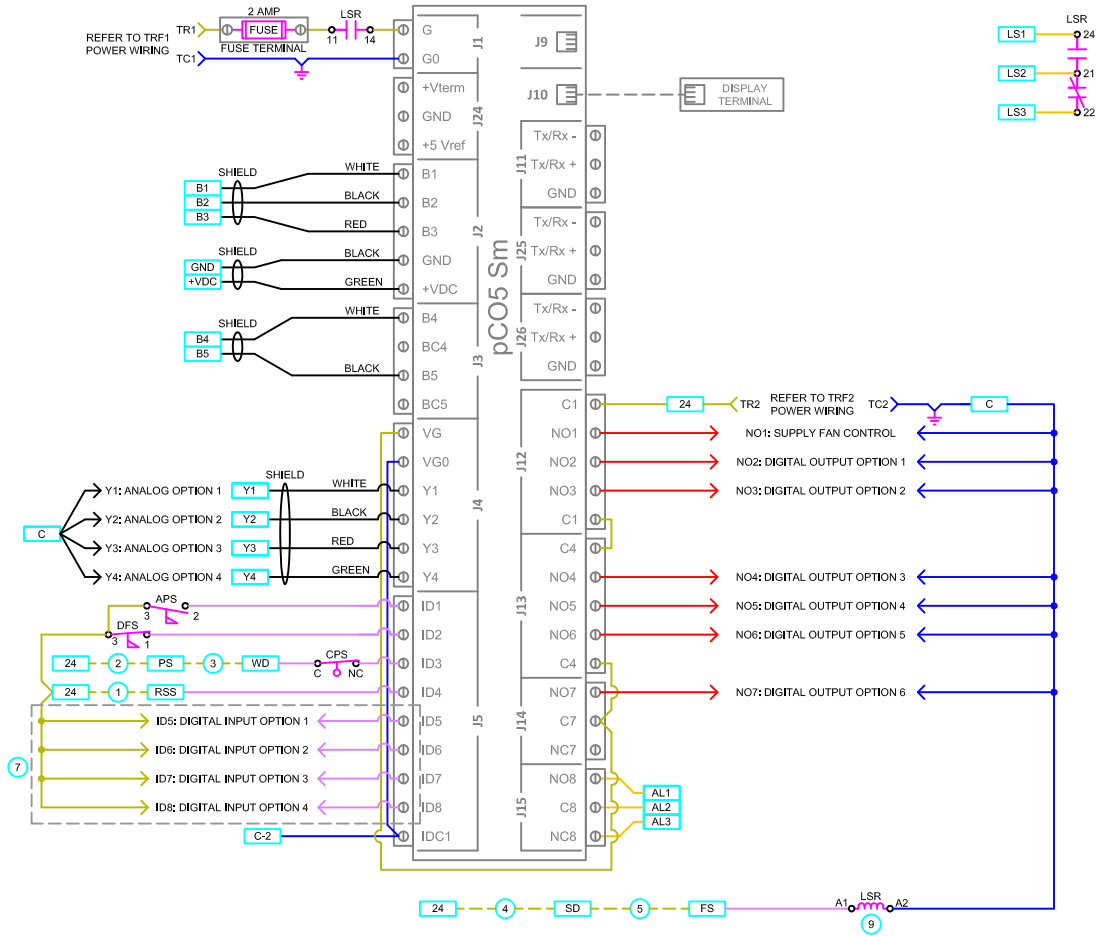 2 AMP
LSR
REFER TO TRF1
POWER WIRING
TR1
FUSE
11
14
FUSE TERMINAL
TC1
G
G0
J1
+Vterm
GND
+5 Vref
J24
SHIELD
B1
B2
B3
WHITE
BLACK
RED
B1
B2
B3
SHIELD
GND
+VDC
BLACK
GREEN
GND
+VDC
J2
SHIELD
B4
B5
WHITE
BLACK
B4
BC4
B5
BC5
J3
VG
VG0
SHIELD
C
Y1: ANALOG OPTION 1
Y1
WHITE
Y1
Y2: ANALOG OPTION 2
Y2
BLACK
Y2
Y3: ANALOG OPTION 3
Y3
RED
Y3
Y4: ANALOG OPTION 4
Y4
GREEN
Y4
J4
APS
3
2
ID1
DFS
3
1
ID2
24
2
PS
3
WD
CPS
C
NC
ID3
24
1
RSS
ID4
ID5: DIGITAL INPUT OPTION 1
ID5
ID6: DIGITAL INPUT OPTION 2
ID6
7
ID7: DIGITAL INPUT OPTION 3
ID7
ID8: DIGITAL INPUT OPTION 4
ID8
C-2
IDC1
J5
pCO5 Sm
J9
J10
DISPLAY
TERMINAL
J11
Tx/Rx -
Tx/Rx +
GND
J25
Tx/Rx -
Tx/Rx +
GND
J26
Tx/Rx -
Tx/Rx +
GND
J12
C1
NO1
NO2
NO3
C1
24
TR2
REFER TO TRF2
POWER WIRING
TC2
C
NO1: SUPPLY FAN CONTROL
NO2: DIGITAL OUTPUT OPTION 1
NO3: DIGITAL OUTPUT OPTION 2
J13
C4
NO4
NO5
NO6
C4
NO4: DIGITAL OUTPUT OPTION 3
NO5: DIGITAL OUTPUT OPTION 4
NO6: DIGITAL OUTPUT OPTION 5
J14
NO7
C7
NC7
NO7: DIGITAL OUTPUT OPTION 6
J15
NO8
C8
NC8
AL1
AL2
AL3
24
4
SD
5
FS
A1
LSR
A2
9
LSR
LS1
24
LS2
21
LS3
22